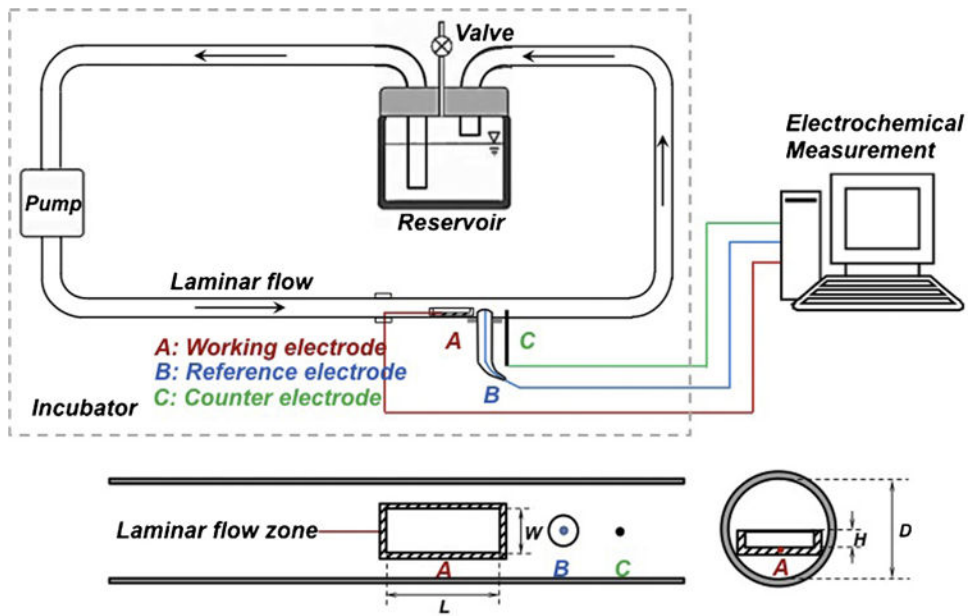 Valve
Electrochemical
Measurement
Pump
Reservoir
Laminar flow
A
C
A: Working electrode
B: Reference electrode
B
C: Counter electrode
Incubator
Laminar flow zone
W
H
D
A
B
C
A
L